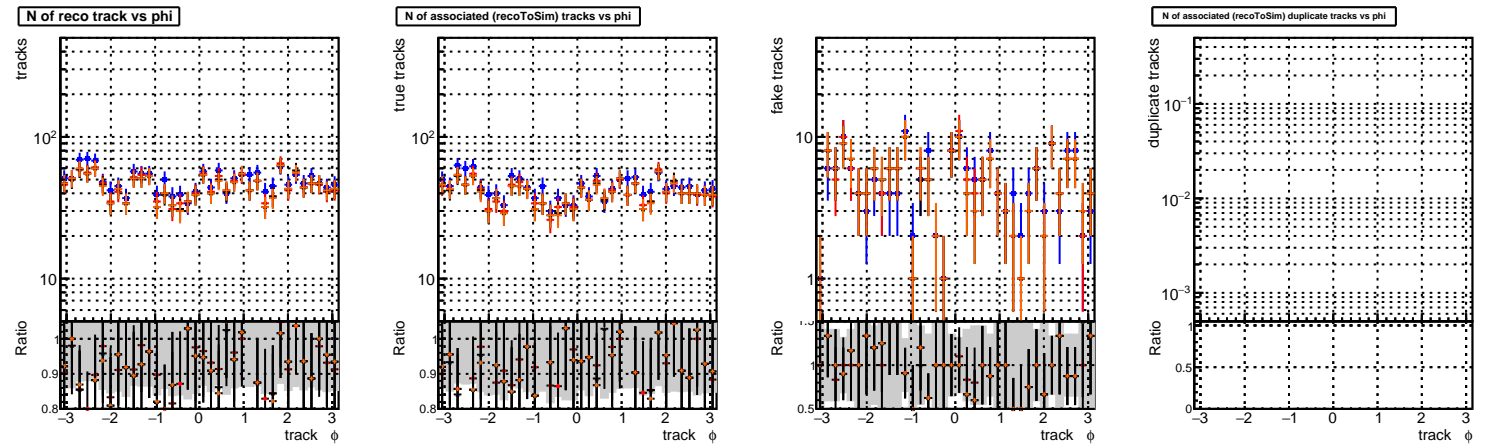 N of reco track vs phi
tracks
10²
10
Ratio
1
0.9
0.8
−3 −2 −1 0 1 2 3
track ϕ
N of associated (recoToSim) tracks vs phi
true tracks
10²
10
Ratio
1
0.9
0.8
−3 −2 −1 0 1 2 3
track ϕ
fake tracks
10
1
Ratio
1.5
1
0.5
−3 −2 −1 0 1 2 3
track ϕ
N of associated (recoToSim) duplicate tracks vs phi
duplicate tracks
10⁻¹
10⁻²
10⁻³
Ratio
1
0.5
0
−3 −2 −1 0 1 2 3
track ϕ